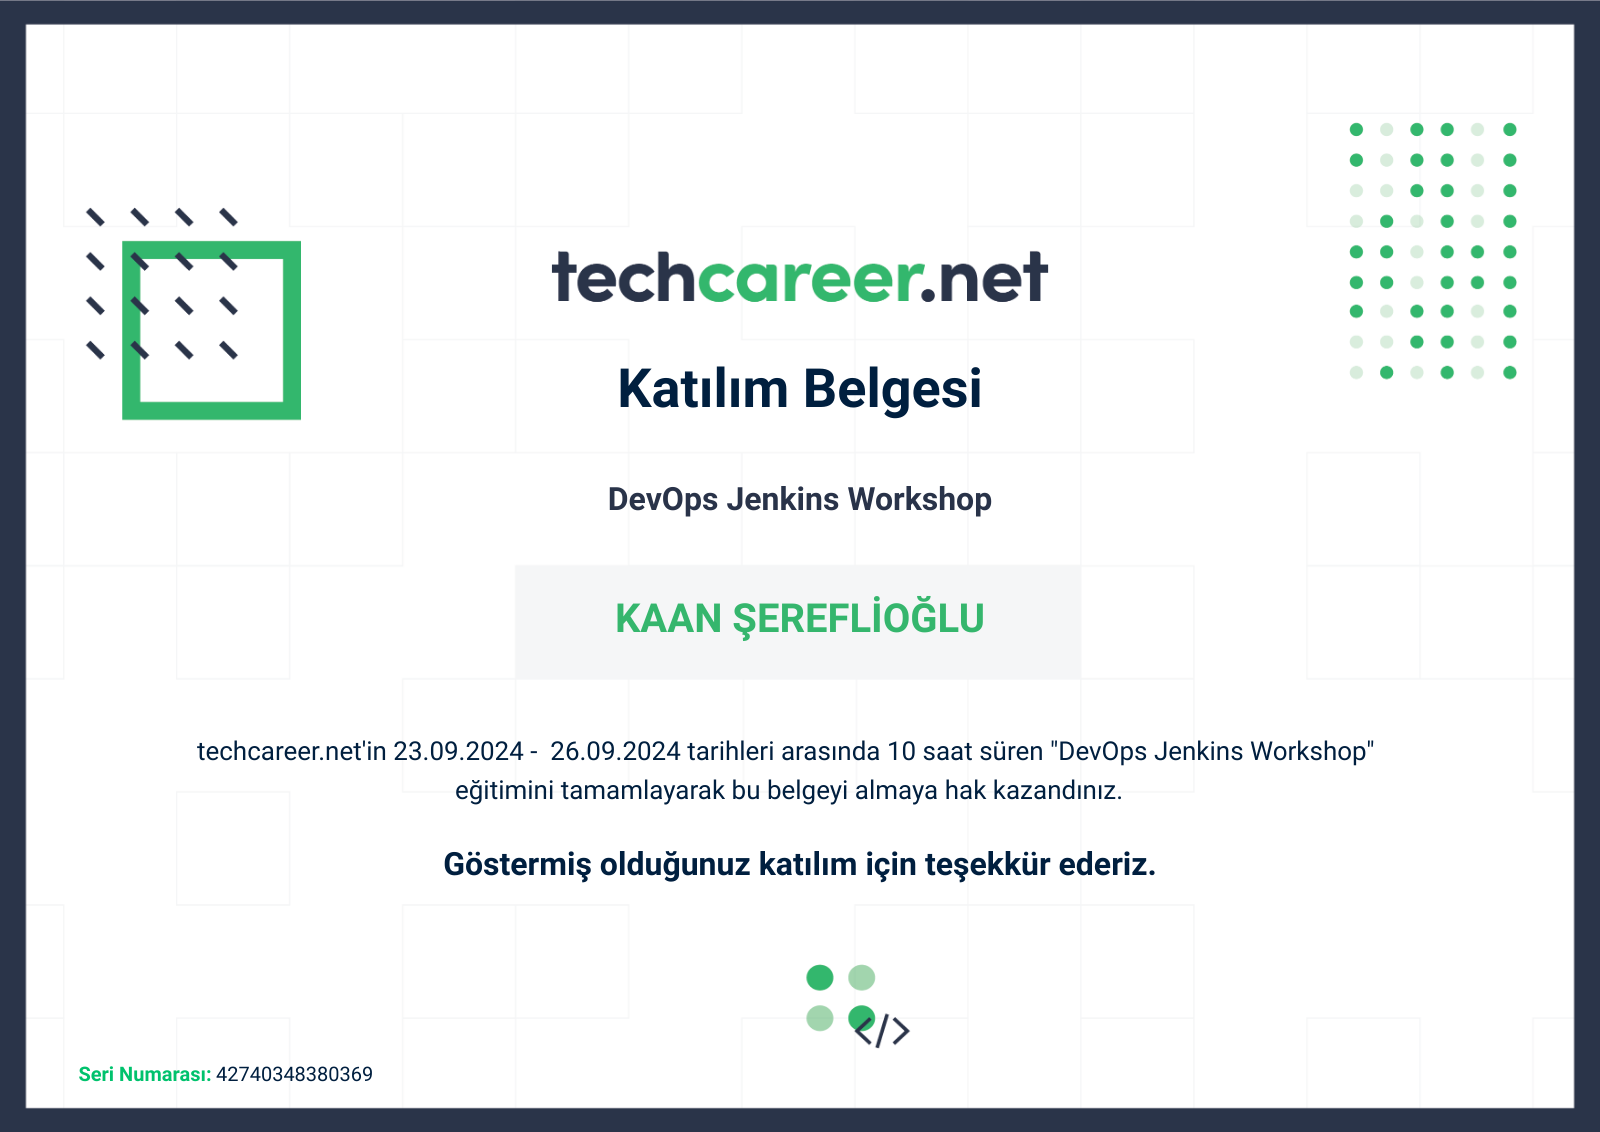 techcareer.net
Katılım Belgesi
DevOps Jenkins Workshop
KAAN ŞEREFLİOĞLU
techcareer.net'in 23.09.2024 - 26.09.2024 tarihleri arasında 10 saat süren "DevOps Jenkins Workshop"
eğitimini tamamlayarak bu belgeyi almaya hak kazandınız.
Göstermiş olduğunuz katılım için teşekkür ederiz.
</>
Seri Numarası: 42740348380369